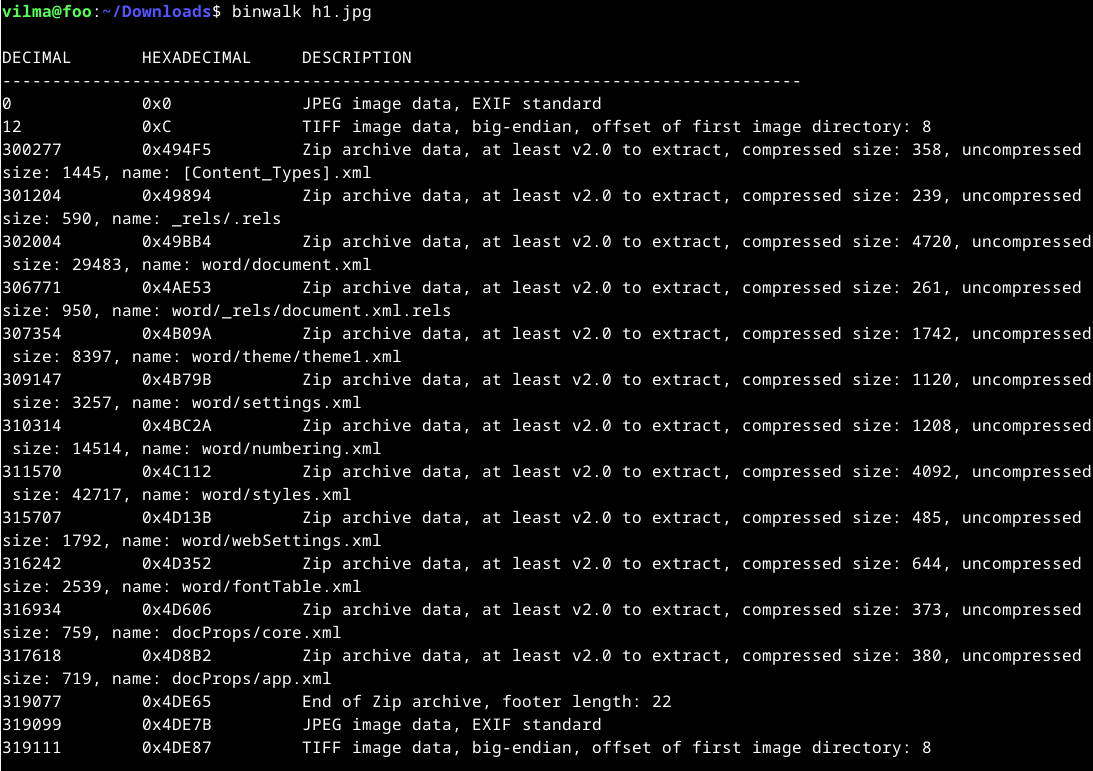 vilma@foo:~/Downloads$ binwalk h1.jpg
DECIMAL       HEXADECIMAL     DESCRIPTION
--------------------------------------------------------------------------------
0             0x0             JPEG image data, EXIF standard
12            0xC             TIFF image data, big-endian, offset of first image directory: 8
300277        0x494F5         Zip archive data, at least v2.0 to extract, compressed size: 358, uncompressed
size: 1445, name: [Content_Types].xml
301204        0x49894         Zip archive data, at least v2.0 to extract, compressed size: 239, uncompressed
size: 590, name: _rels/.rels
302004        0x49BB4         Zip archive data, at least v2.0 to extract, compressed size: 4720, uncompressed
 size: 29483, name: word/document.xml
306771        0x4AE53         Zip archive data, at least v2.0 to extract, compressed size: 261, uncompressed
size: 950, name: word/_rels/document.xml.rels
307354        0x4B09A         Zip archive data, at least v2.0 to extract, compressed size: 1742, uncompressed
 size: 8397, name: word/theme/theme1.xml
309147        0x4B79B         Zip archive data, at least v2.0 to extract, compressed size: 1120, uncompressed
 size: 3257, name: word/settings.xml
310314        0x4BC2A         Zip archive data, at least v2.0 to extract, compressed size: 1208, uncompressed
 size: 14514, name: word/numbering.xml
311570        0x4C112         Zip archive data, at least v2.0 to extract, compressed size: 4092, uncompressed
 size: 42717, name: word/styles.xml
315707        0x4D13B         Zip archive data, at least v2.0 to extract, compressed size: 485, uncompressed
size: 1792, name: word/webSettings.xml
316242        0x4D352         Zip archive data, at least v2.0 to extract, compressed size: 644, uncompressed
size: 2539, name: word/fontTable.xml
316934        0x4D606         Zip archive data, at least v2.0 to extract, compressed size: 373, uncompressed
size: 759, name: docProps/core.xml
317618        0x4D8B2         Zip archive data, at least v2.0 to extract, compressed size: 380, uncompressed
size: 719, name: docProps/app.xml
319077        0x4DE65         End of Zip archive, footer length: 22
319099        0x4DE7B         JPEG image data, EXIF standard
319111        0x4DE87         TIFF image data, big-endian, offset of first image directory: 8